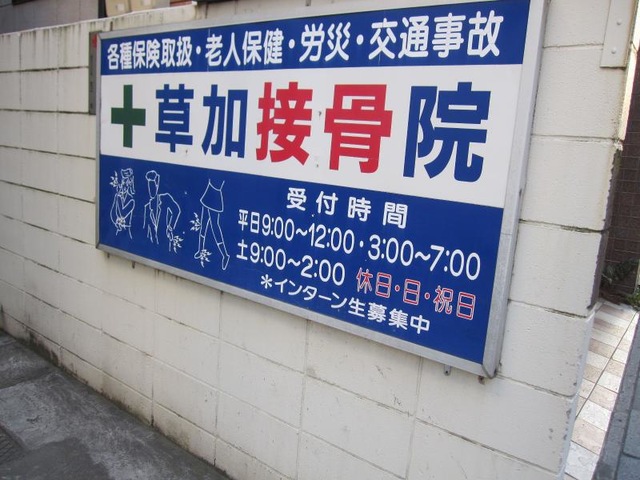 各種保険取扱・老人保健・労災・交通事故
草加接骨院
受付時間
平日9:00～12:00・3:00～7:00
土9:00～2:00 休日・日・祝日
＊インターン生募集中